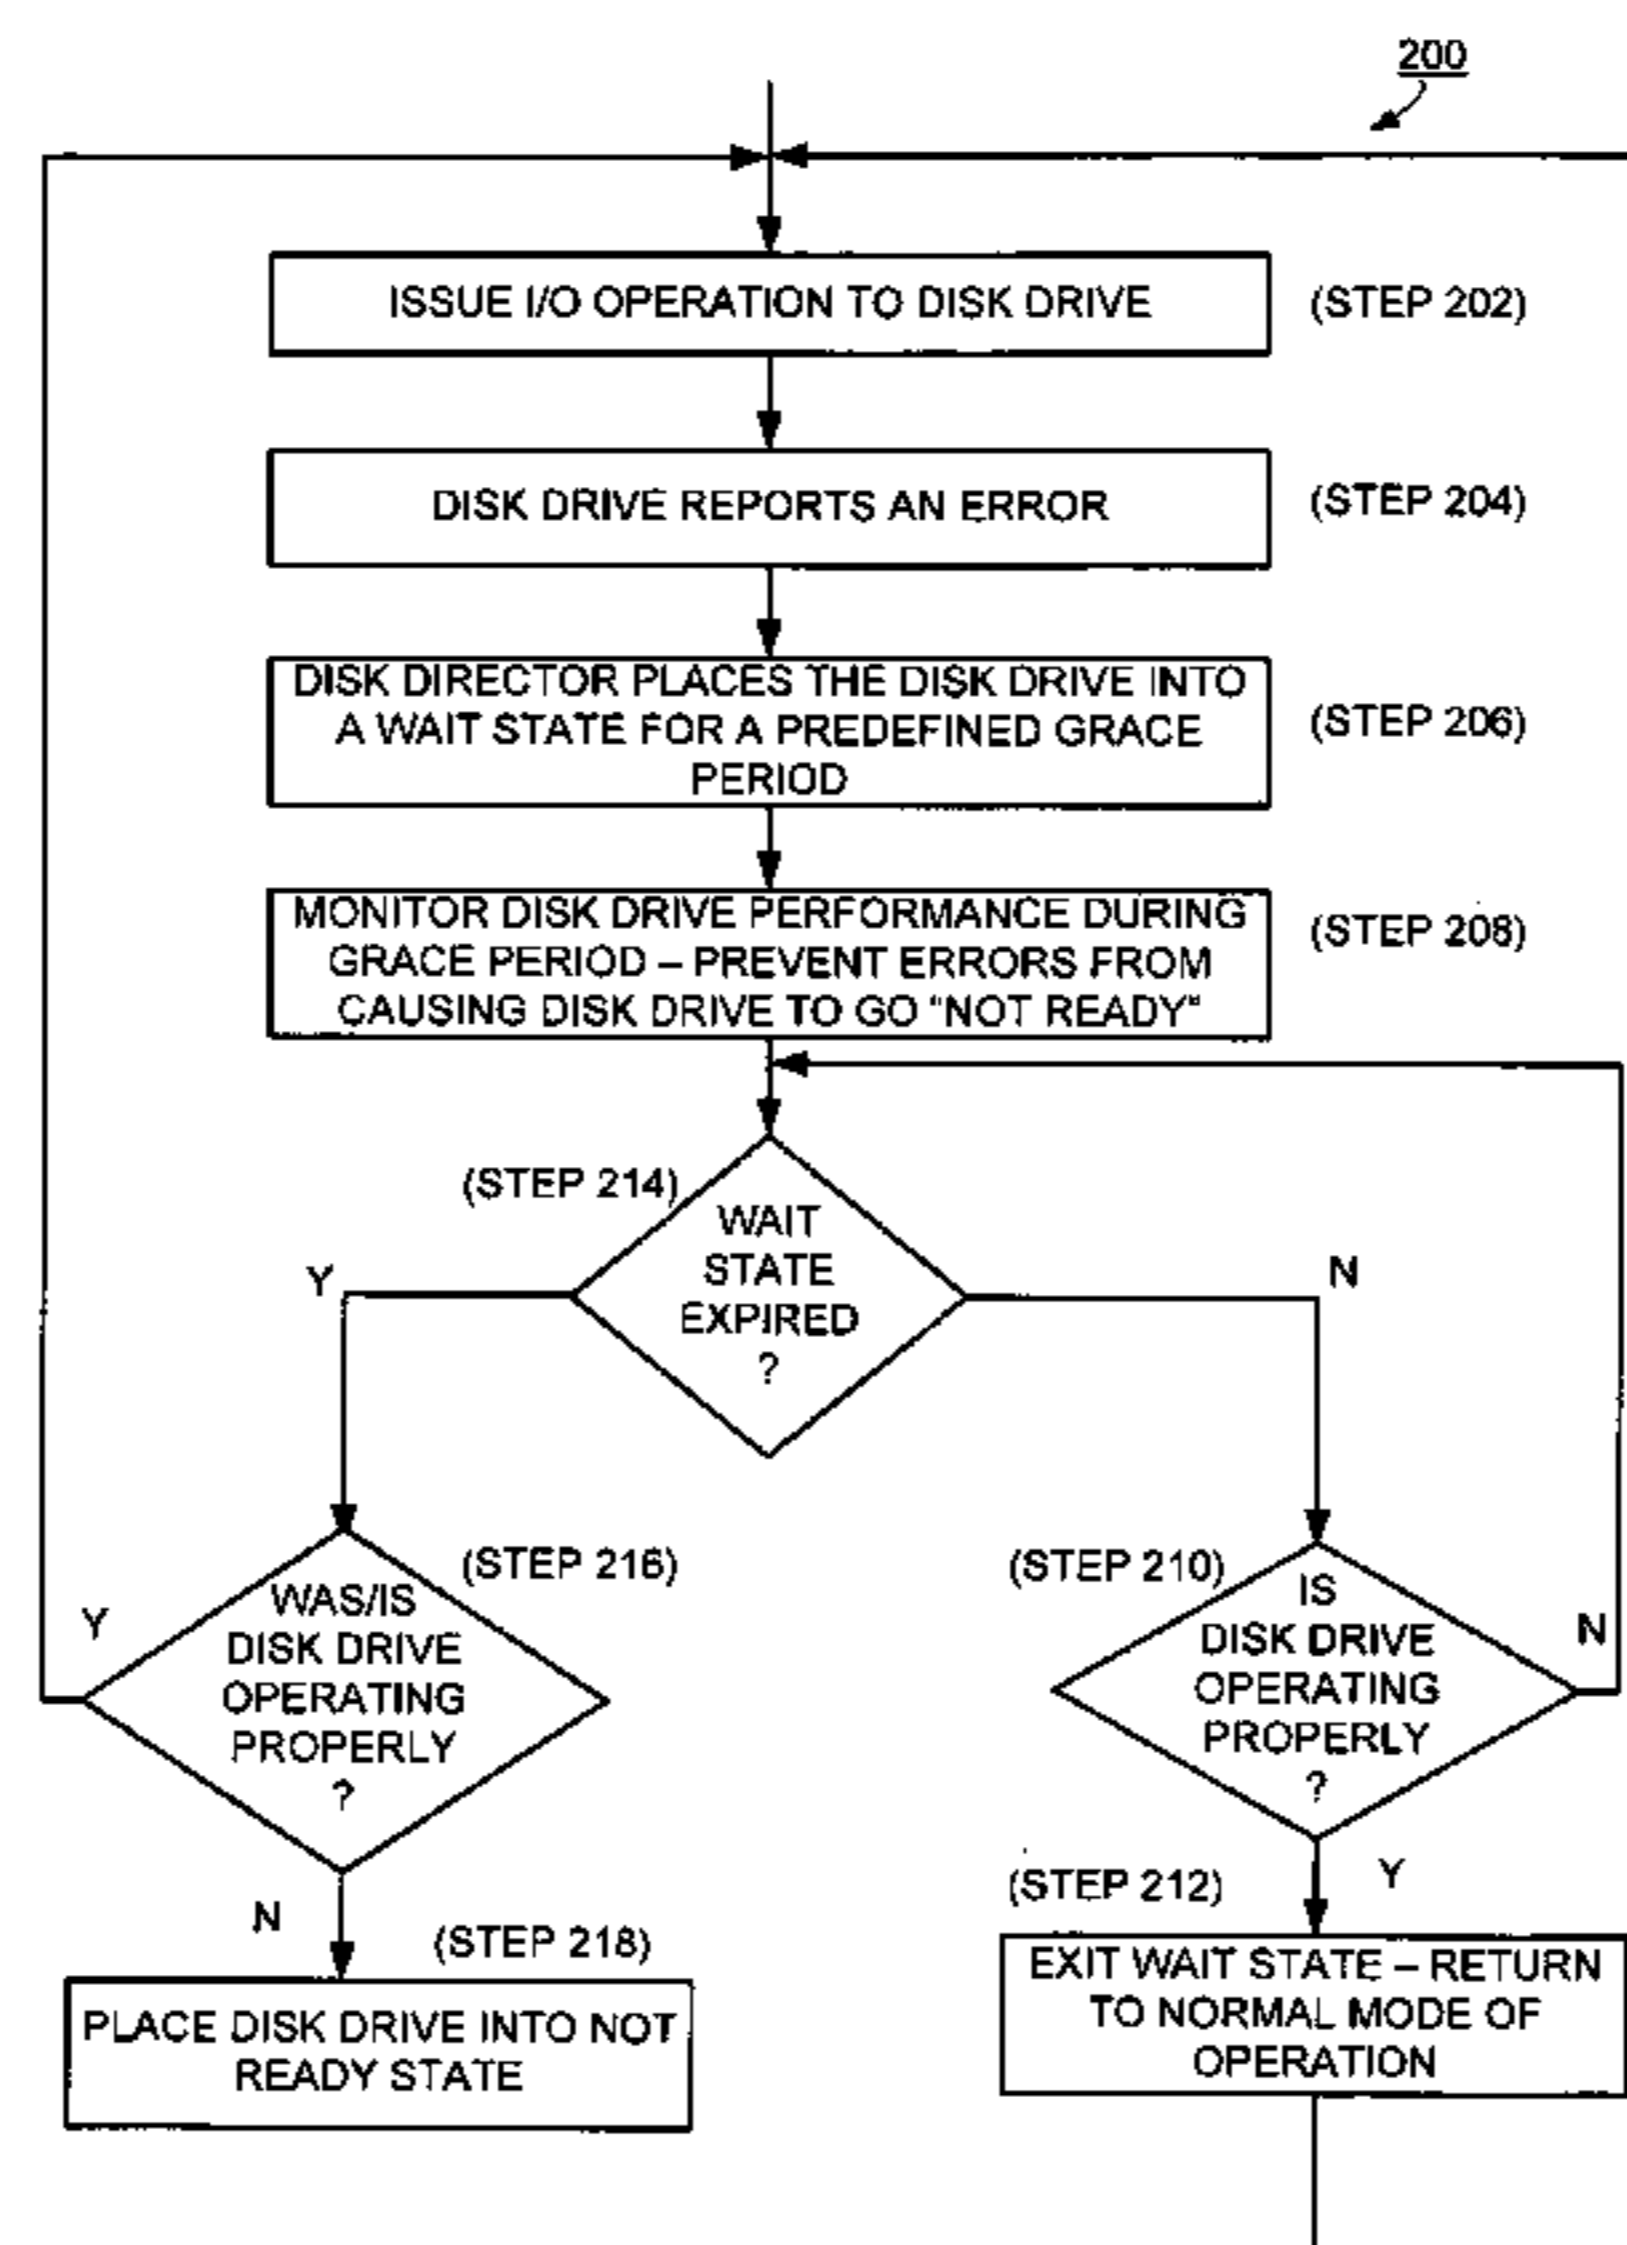 200
ISSUE I/O OPERATION TO DISK DRIVE
(STEP 202)
DISK DRIVE REPORTS AN ERROR
(STEP 204)
DISK DIRECTOR PLACES THE DISK DRIVE INTO
A WAIT STATE FOR A PREDEFINED GRACE
PERIOD
(STEP 206)
MONITOR DISK DRIVE PERFORMANCE DURING
GRACE PERIOD – PREVENT ERRORS FROM
CAUSING DISK DRIVE TO GO "NOT READY"
(STEP 208)
(STEP 214)
WAIT
STATE
EXPIRED
?
Y
N
(STEP 216)
WAS/IS
DISK DRIVE
OPERATING
PROPERLY
?
Y
N
(STEP 210)
IS
DISK DRIVE
OPERATING
PROPERLY
?
N
Y
(STEP 218)
PLACE DISK DRIVE INTO NOT
READY STATE
(STEP 212)
EXIT WAIT STATE – RETURN
TO NORMAL MODE OF
OPERATION